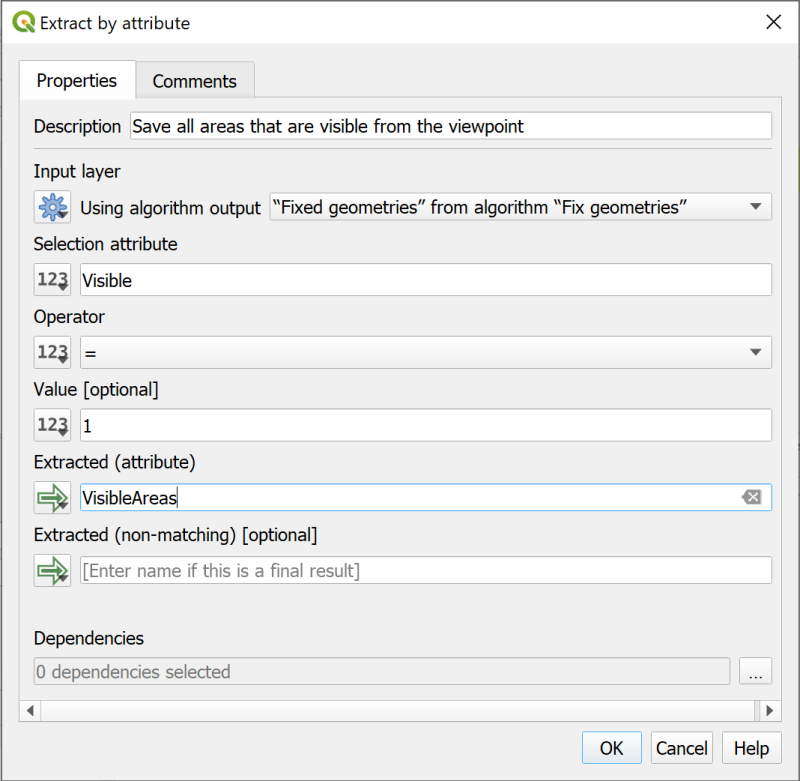 Extract by attribute
Properties
Comments
Description
Save all areas that are visible from the viewpoint
Input layer
Using algorithm output
“Fixed geometries” from algorithm “Fix geometries”
Selection attribute
123
Visible
Operator
123
=
Value [optional]
123
1
Extracted (attribute)
VisibleAreas
Extracted (non-matching) [optional]
[Enter name if this is a final result]
Dependencies
0 dependencies selected
...
OK
Cancel
Help